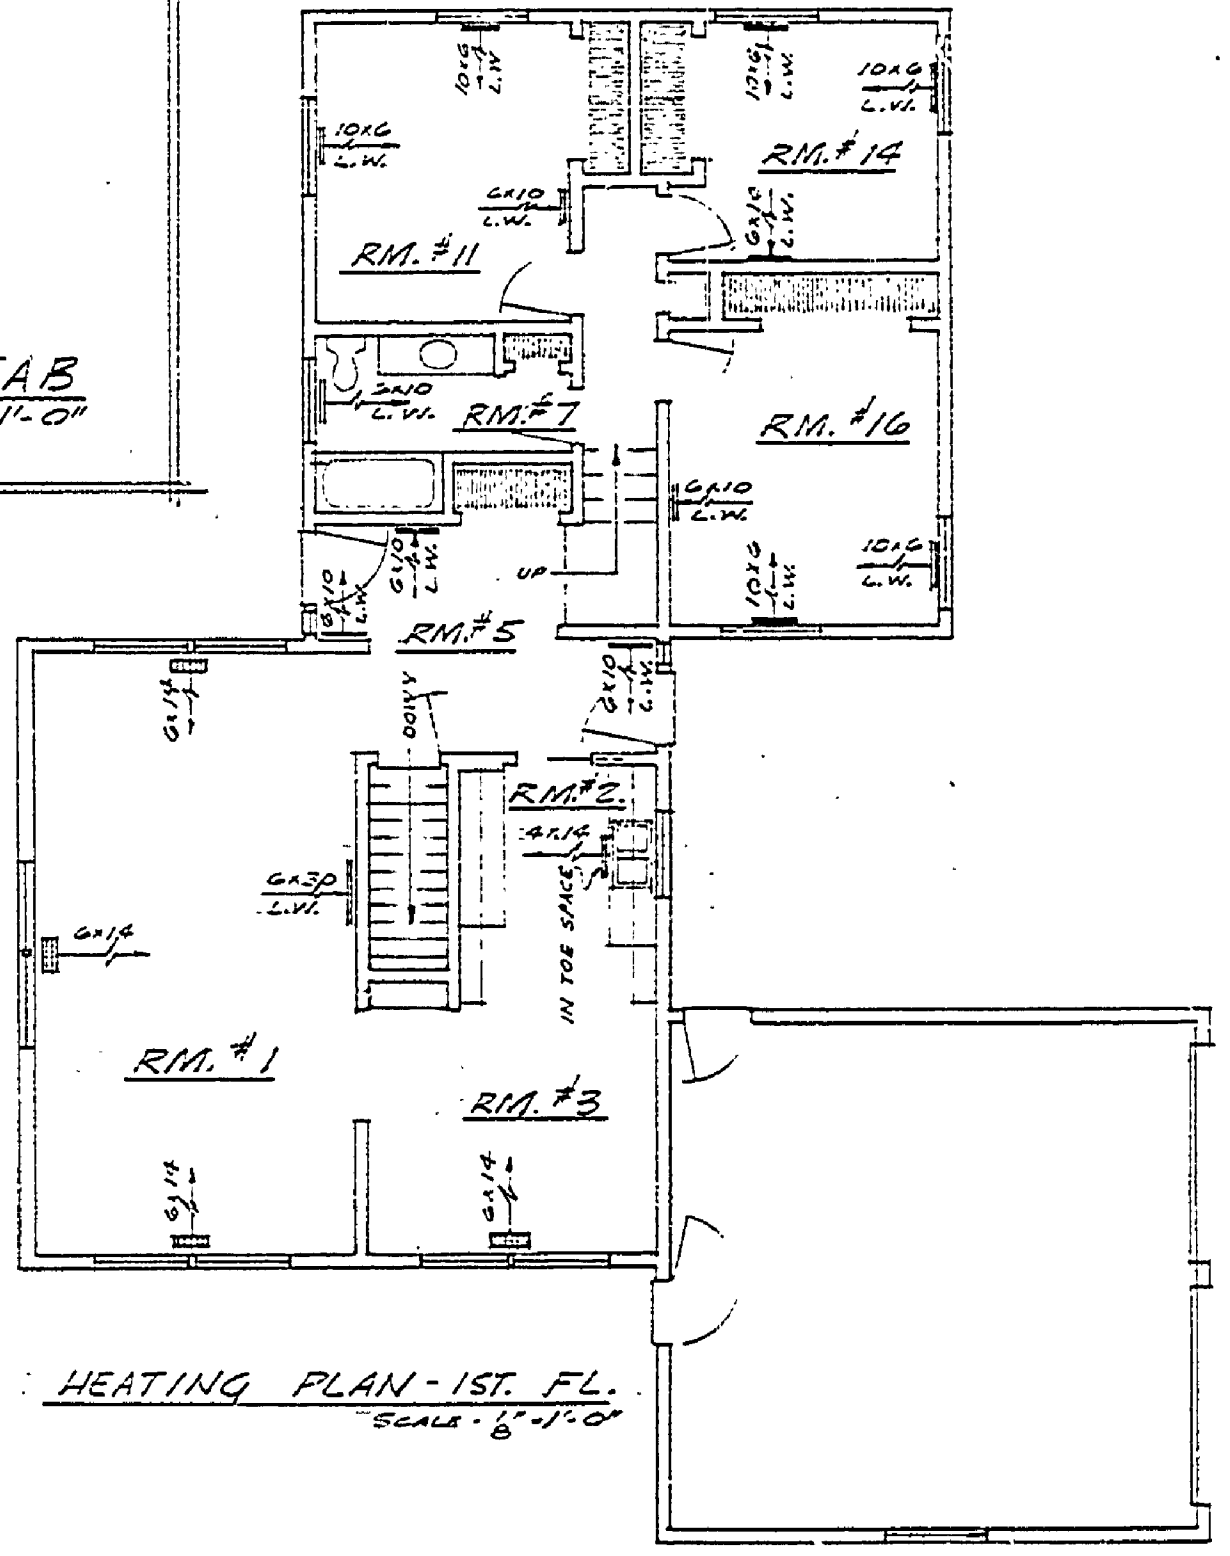 10x6
L.W.
10x6
L.W.
10x6
L.W.
10x6
L.W.
RM. #14
6x10
L.W.
6x10
L.W.
RM. #11
TAB
1'-0"
L.W.
RM. #7
RM. #16
6x10
L.W.
10x6
L.W.
10x6
L.W.
6x10
L.W.
8x10
L.W.
UP
RM. #5
6x10
L.W.
6x14
DOWN
RM. #2.
4x14
IN TOE SPACE
6x30
L.W.
6x14
RM. #1
RM. #3
6x14
6x14
HEATING PLAN - 1ST. FL.
SCALE - 1/8" = 1'-0"